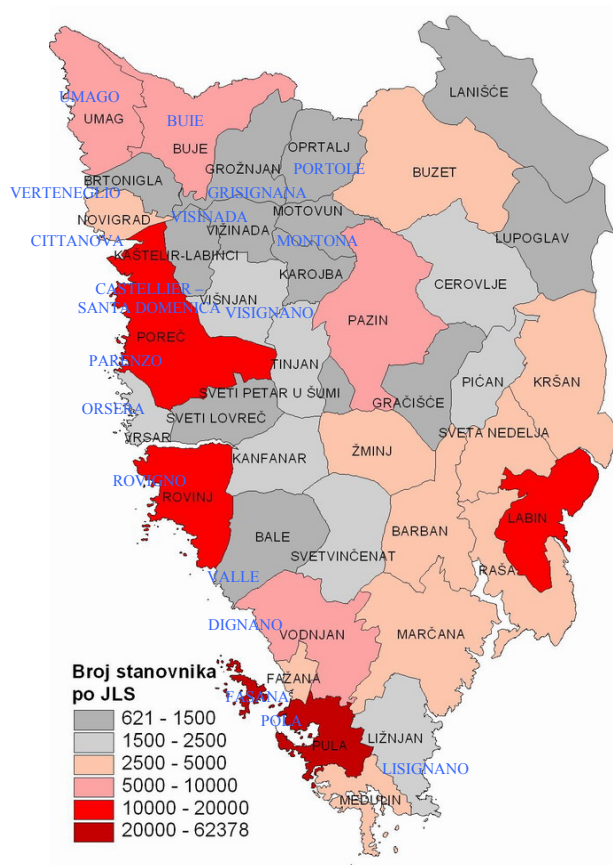 LANIŠĆE
UMAGO
UMAG
BUIE
BUJE
OPRTALJ
GROŽNJAN
PORTOLE
BUZET
BRTONIGLA
VERTENEGLIO
GRISIGNANA
NOVIGRAD
VISINADA
MOTOVUN
VIŽINADA
CITTANOVA
MONTONA
LUPOGLAV
KAŠTELIR-LABINCI
KAROJBA
CEROVLJE
CASTELLIER –
SANTA DOMENICA
VIŠNJAN
VISIGNANO
PAZIN
POREČ
PARENZO
TINJAN
PIĆAN
KRŠAN
SVETI PETAR U ŠUMI
GRAČIŠĆE
ORSERA
SVETI LOVREČ
SVETA NEDELJA
VRSAR
KANFANAR
ŽMINJ
ROVIGNO
ROVINJ
LABIN
BALE
BARBAN
SVETVINČENAT
RAŠA
VALLE
DIGNANO
VODNJAN
MARČANA
Broj stanovnika
po JLS
FAŽANA
FASANA
POLA
PULA
LIŽNJAN
LISIGNANO
MEDULIN
621 - 1500
1500 - 2500
2500 - 5000
5000 - 10000
10000 - 20000
20000 - 62378